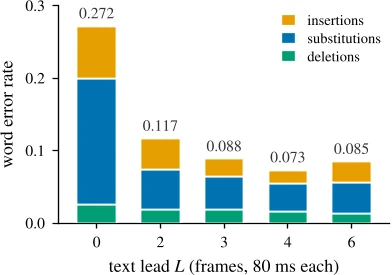 0.3
0.2
0.1
0.0
word error rate
0.272
0.117
0.088
0.073
0.085
insertions
substitutions
deletions
0 2 3 4 6
text lead L (frames, 80 ms each)